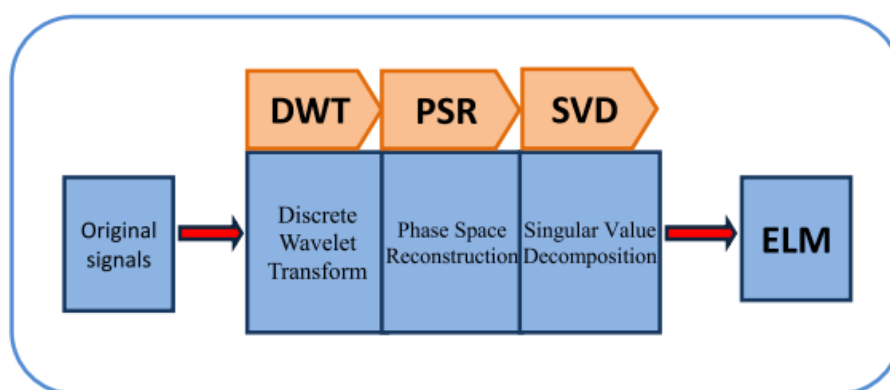 DWT
PSR
SVD
Original
signals
Discrete
Wavelet
Transform
Phase Space
Reconstruction
Singular Value
Decomposition
ELM